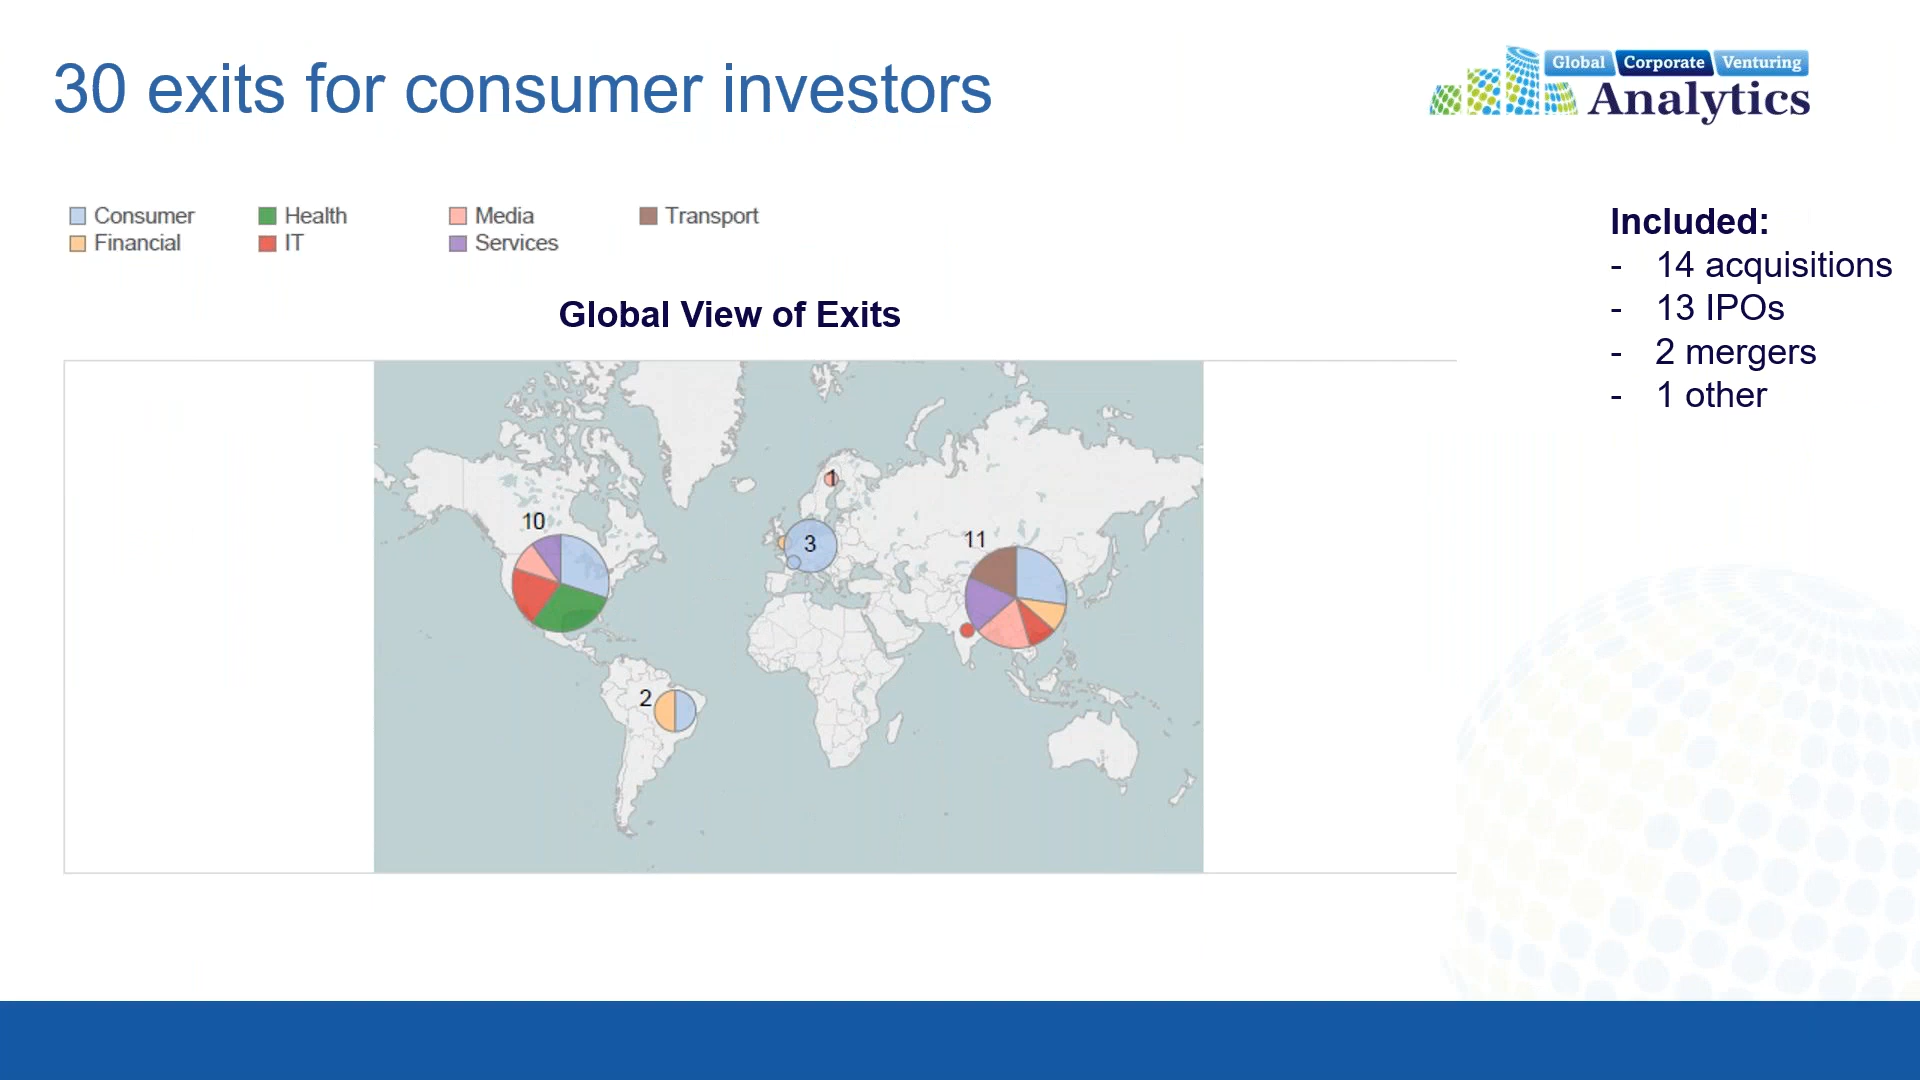 30 exits for consumer investors
Global Corporate Venturing
Analytics
Consumer Health Media Transport
Financial IT Services
Included:
- 14 acquisitions
- 13 IPOs
- 2 mergers
- 1 other
Global View of Exits
1
10
3
11
2